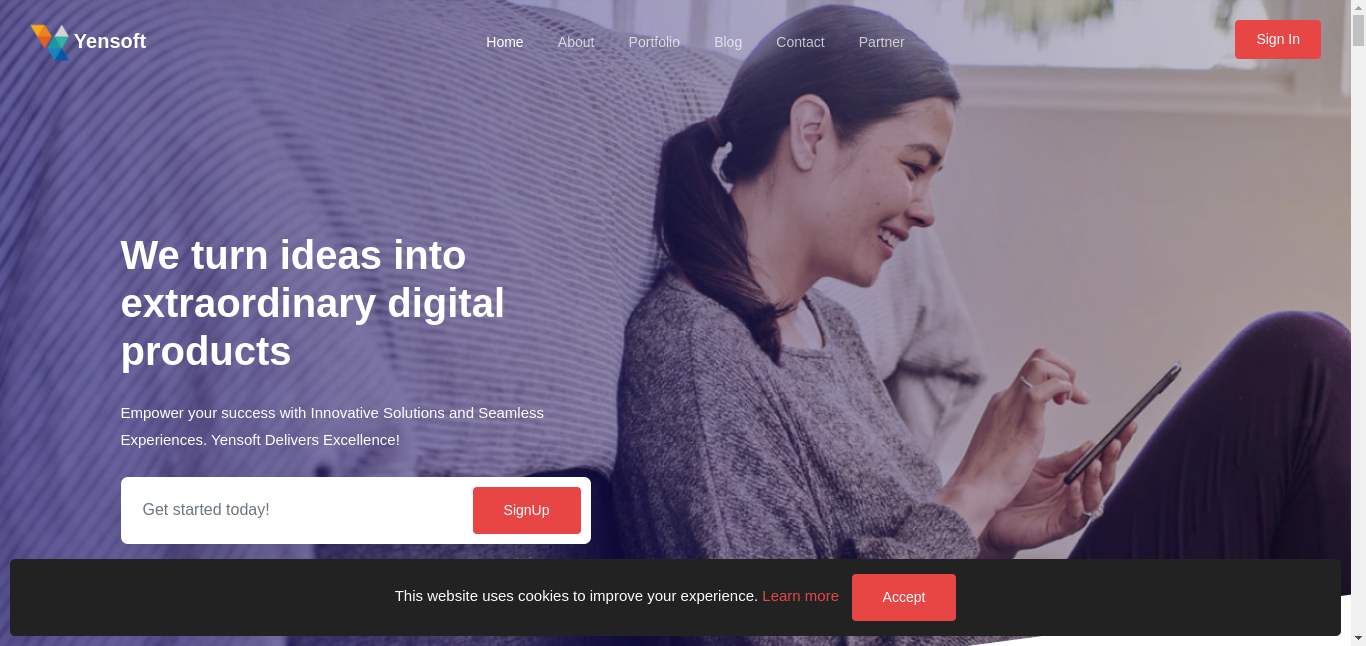 Yensoft
Home
About
Portfolio
Blog
Contact
Partner
Sign In
We turn ideas into
extraordinary digital
products
Empower your success with Innovative Solutions and Seamless
Experiences. Yensoft Delivers Excellence!
Get started today!
SignUp
This website uses cookies to improve your experience. Learn more
Accept